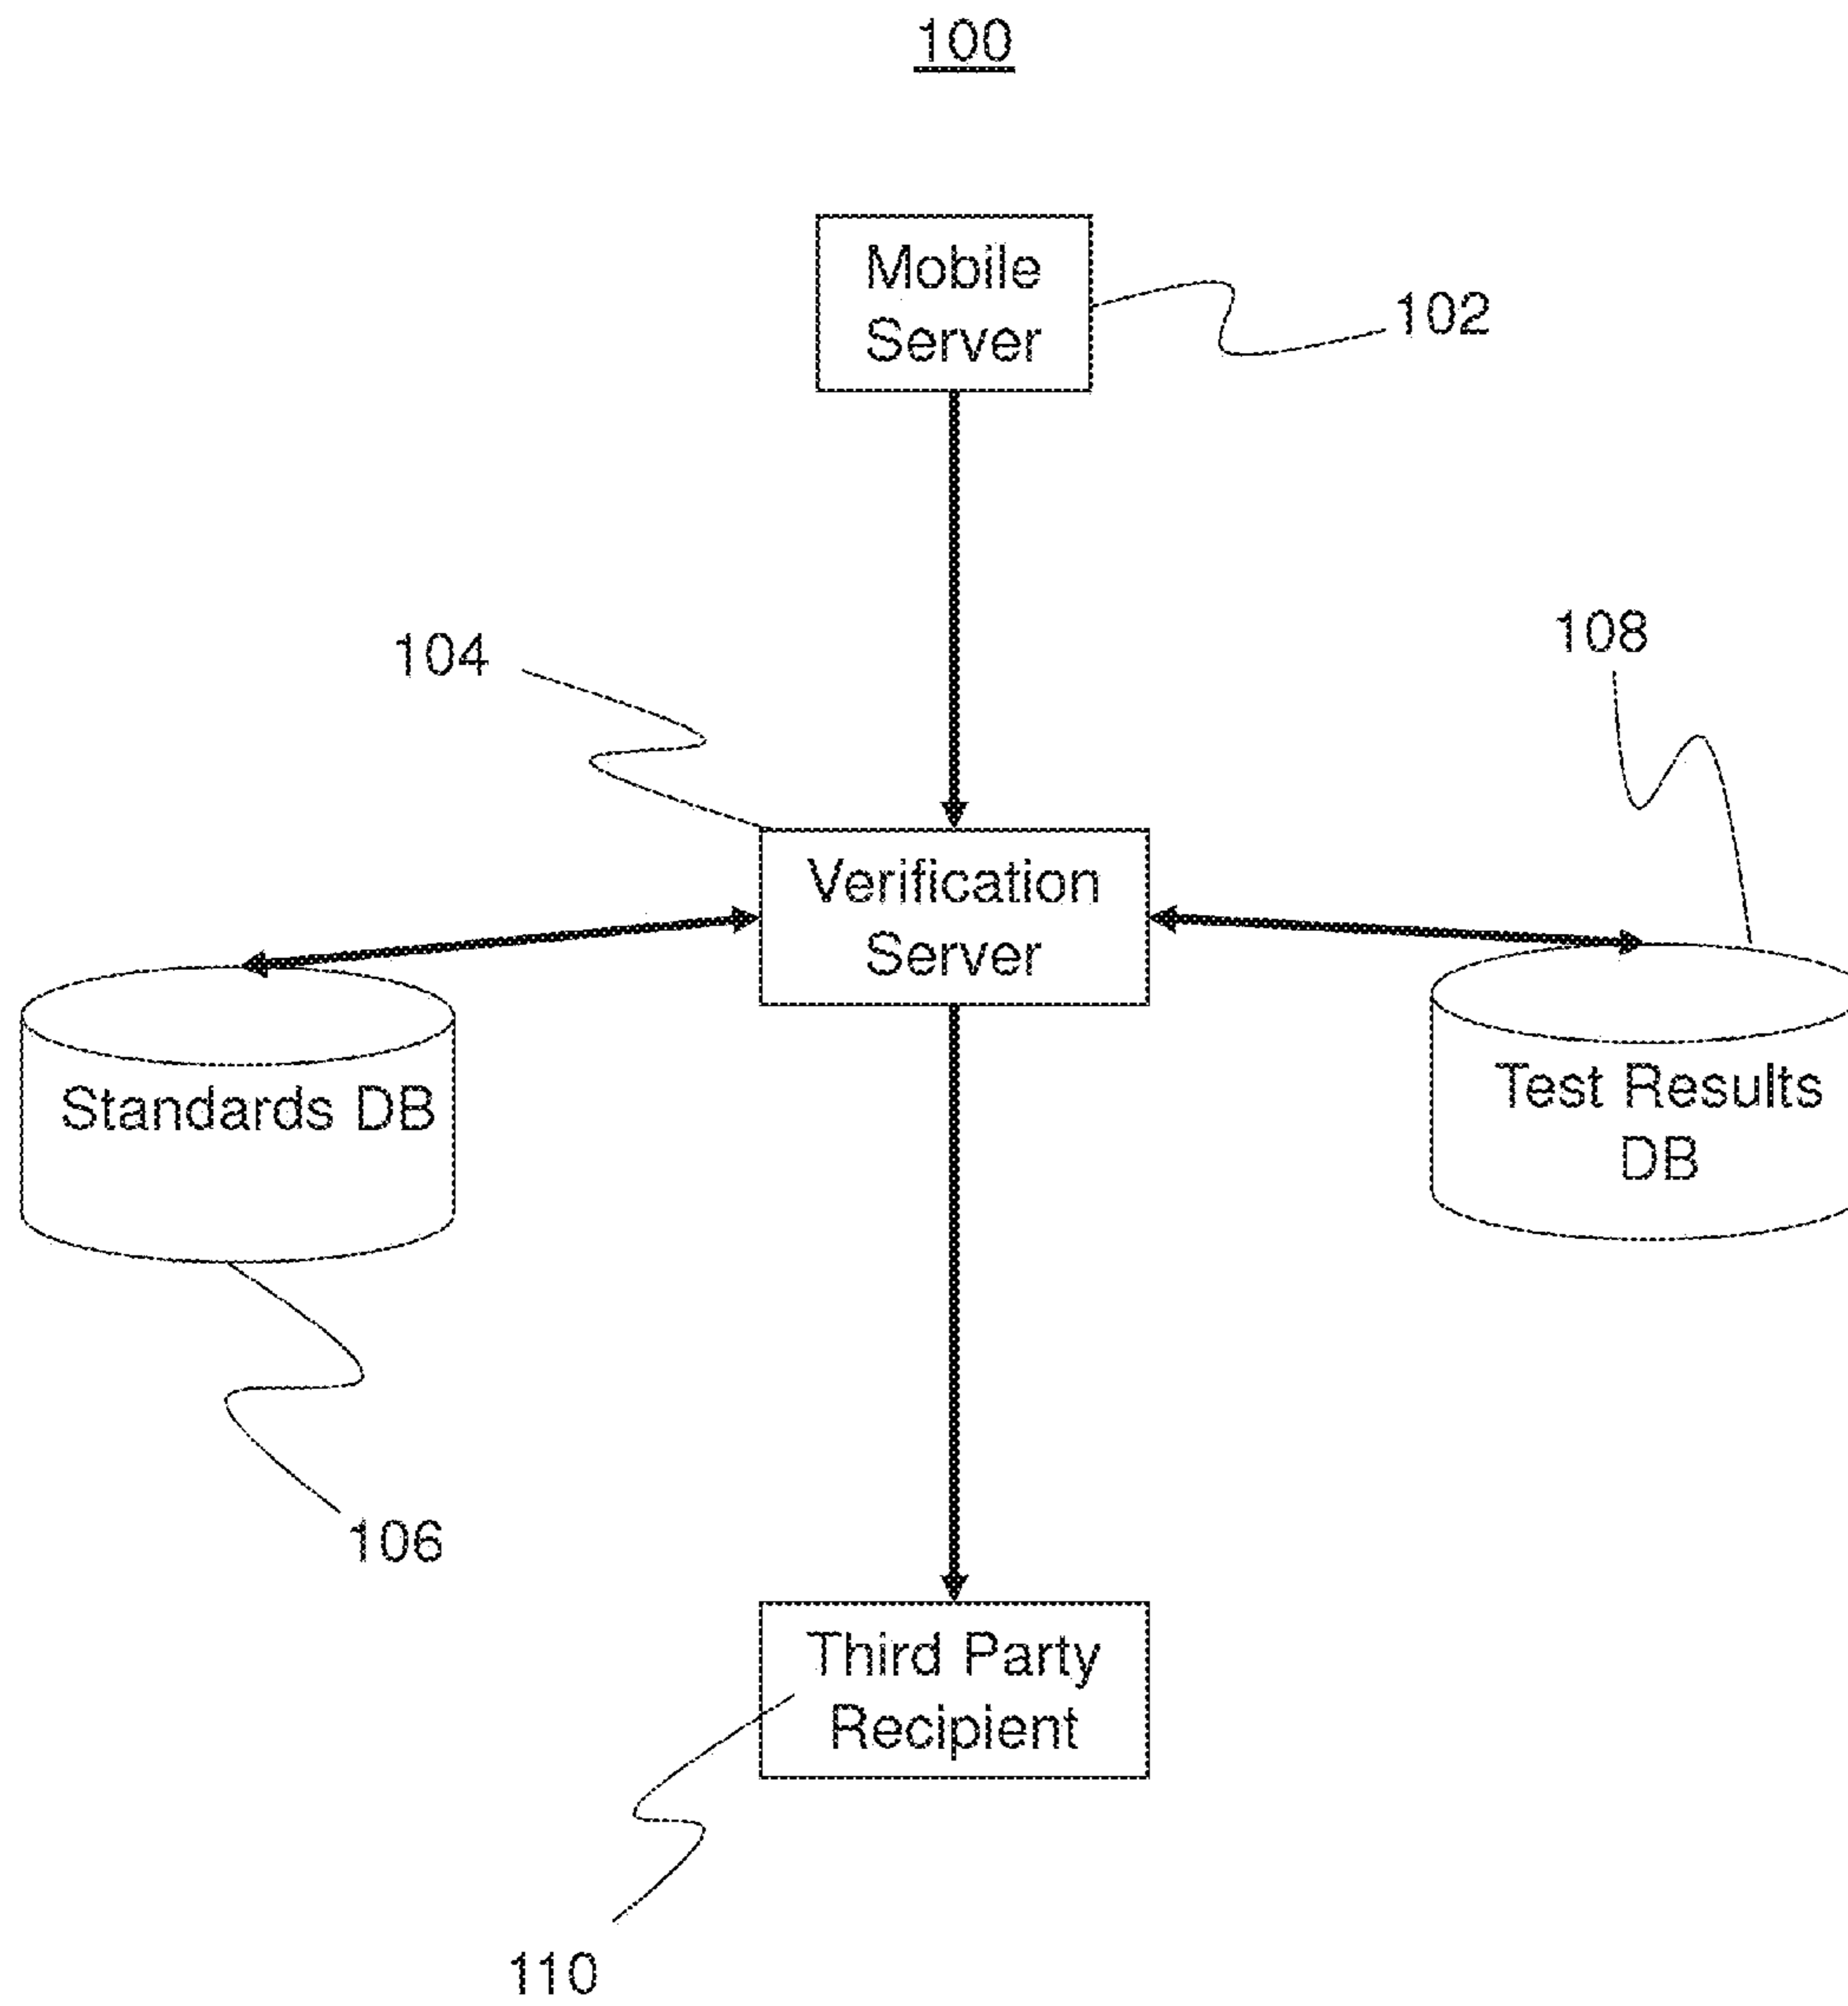 100
Mobile
Server
102
104
108
Verification
Server
Standards DB
Test Results
DB
106
Third Party
Recipient
110